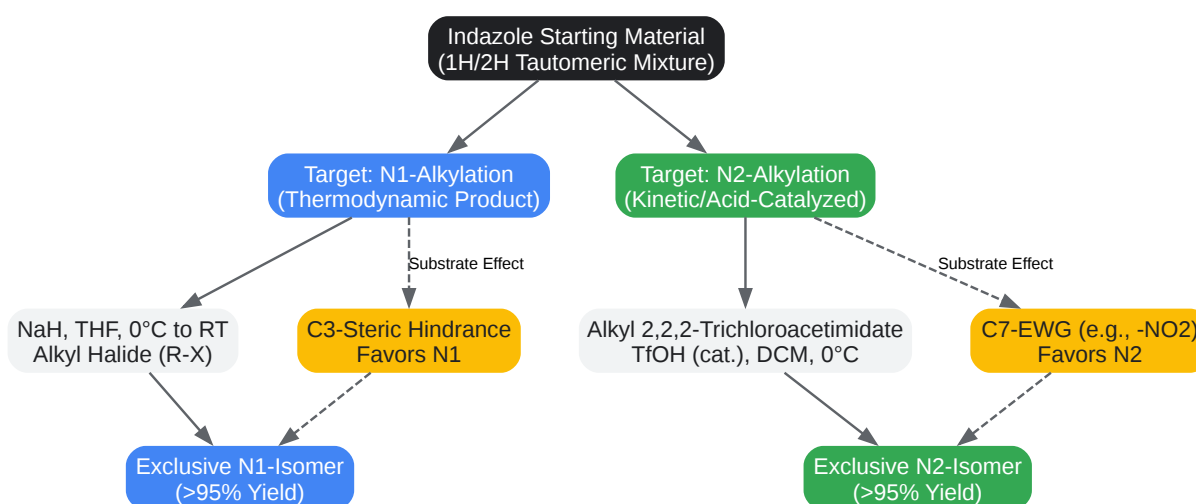 Indazole Starting Material
(1H/2H Tautomeric Mixture)
Target: N1-Alkylation
(Thermodynamic Product)
Target: N2-Alkylation
(Kinetic/Acid-Catalyzed)
Substrate Effect
Substrate Effect
NaH, THF, 0°C to RT
Alkyl Halide (R-X)
C3-Steric Hindrance
Favors N1
Alkyl 2,2,2-Trichloroacetimidate
TfOH (cat.), DCM, 0°C
C7-EWG (e.g., -NO2)
Favors N2
Exclusive N1-Isomer
(>95% Yield)
Exclusive N2-Isomer
(>95% Yield)